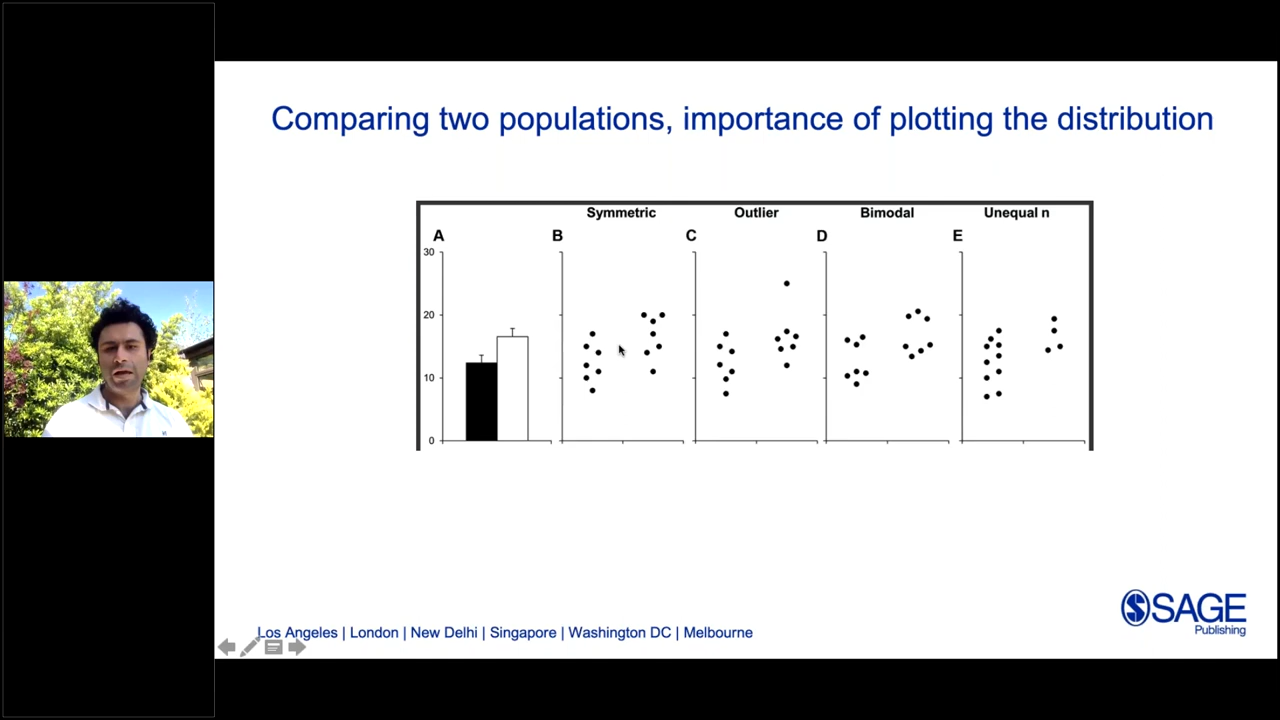 Comparing two populations, importance of plotting the distribution
Symmetric Outlier Bimodal Unequal n
A B C D E
30
20
10
0
SAGE
Publishing
Los Angeles | London | New Delhi | Singapore | Washington DC | Melbourne